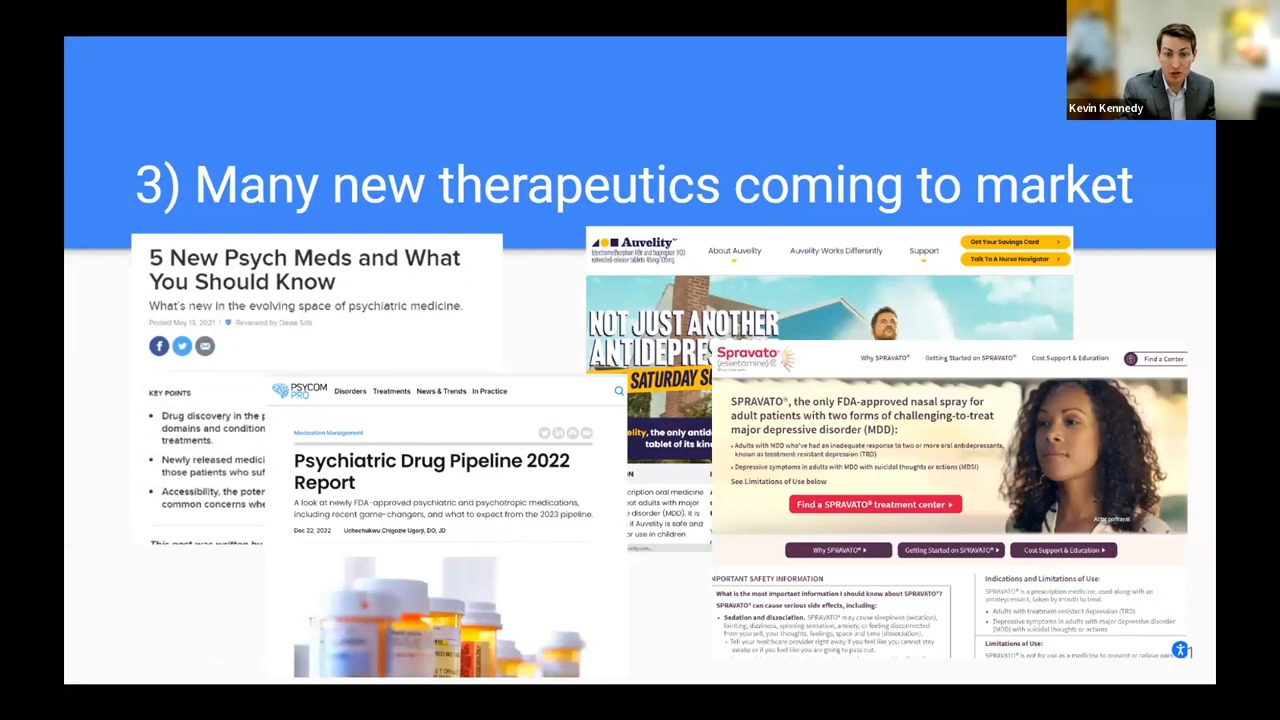 Kevin Kennedy
3) Many new therapeutics coming to market
5 New Psych Meds and What
You Should Know
What's new in the evolving space of psychiatric medicine.
Posted May 13, 2021 | Reviewed by Davia Sills
KEY POINTS
Drug discovery in the p
domains and condition
treatments.
Newly released medic
those patients who suf
Accessibility, the poten
common concerns whe
This post was written by
PSYCOM
PRO
Disorders Treatments News & Trends In Practice
Medication Management
Psychiatric Drug Pipeline 2022
Report
A look at newly FDA-approved psychiatric and psychotropic medications,
including recent game-changers, and what to expect from the 2023 pipeline.
Dec 22, 2022 Uchechukwu Chigozie Ugorji, DO, JD
Auvelity
(dextromethorphan HBr and bupropion HCl)
extended-release tablets 45mg/105mg
About Auvelity
Auvelity Works Differently
Support
Get Your Savings Card
Talk To A Nurse Navigator
NOT JUST ANOTHER
ANTIDEPRE
SATURDAY SU
elity, the only antide
tablet of its kin
ON
cription oral medicine
at adults with major
e disorder (MDD). It is
if Auvelity is safe and
or use in children.
Spravato
(esketamine)
Why SPRAVATO®
Getting Started on SPRAVATO®
Cost Support & Education
Find a Center
SPRAVATO®, the only FDA-approved nasal spray for
adult patients with two forms of challenging-to-treat
major depressive disorder (MDD):
• Adults with MDD who've had an inadequate response to two or more oral antidepressants,
known as treatment-resistant depression (TRD)
• Depressive symptoms in adults with MDD with suicidal thoughts or actions (MDSI)
See Limitations of Use below
Find a SPRAVATO® treatment center
Actor portrayal
Why SPRAVATO®
Getting Started on SPRAVATO®
Cost Support & Education
MPORTANT SAFETY INFORMATION
What is the most important information I should know about SPRAVATO®?
SPRAVATO® can cause serious side effects, including:
• Sedation and dissociation. SPRAVATO® may cause sleepiness (sedation),
fainting, dizziness, spinning sensation, anxiety, or feeling disconnected
from yourself, your thoughts, feelings, space and time (dissociation).
Tell your healthcare provider right away if you feel like you cannot stay
awake or if you feel like you are going to pass out.
Indications and Limitations of Use:
SPRAVATO® is a prescription medicine, used along with an
antidepressant, taken by mouth to treat:
• Adults with treatment-resistant depression (TRD)
• Depressive symptoms in adults with major depressive disorder
(MDD) with suicidal thoughts or actions
Limitations of Use:
SPRAVATO® is not for use as a medicine to prevent or relieve pain